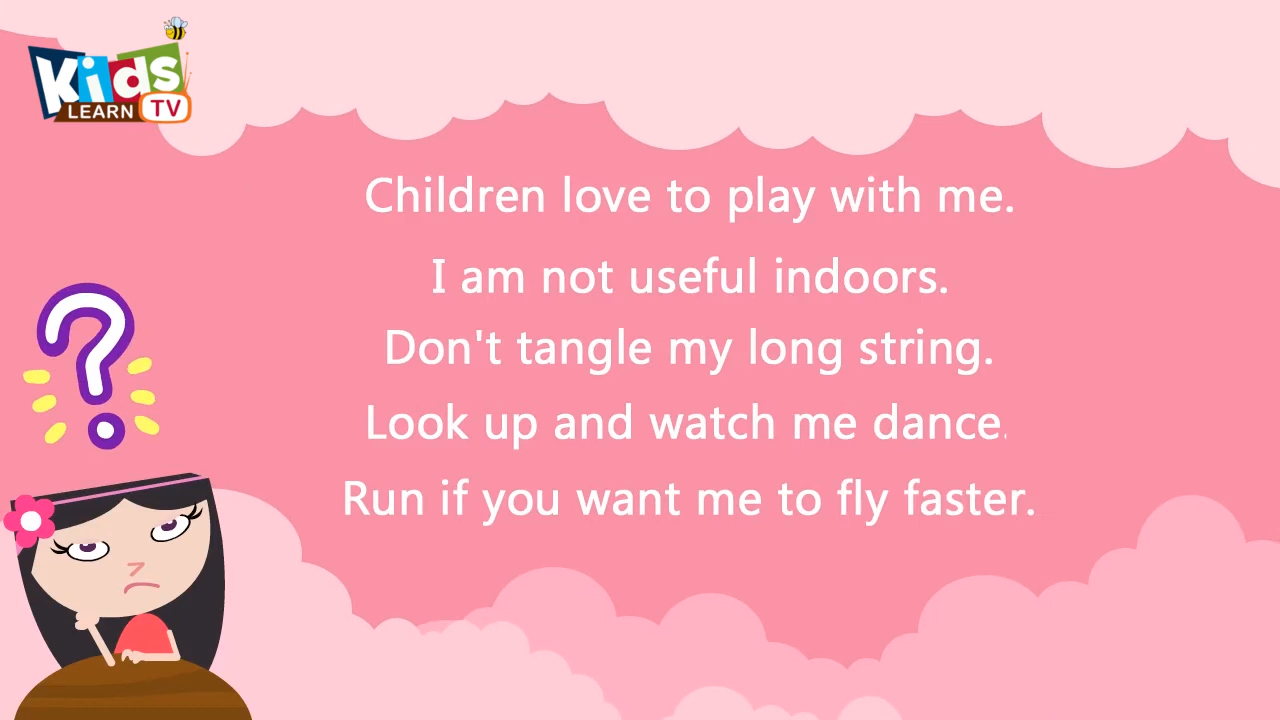 Kids
LEARN TV
Children love to play with me.
I am not useful indoors.
Don't tangle my long string.
Look up and watch me dance.
Run if you want me to fly faster.